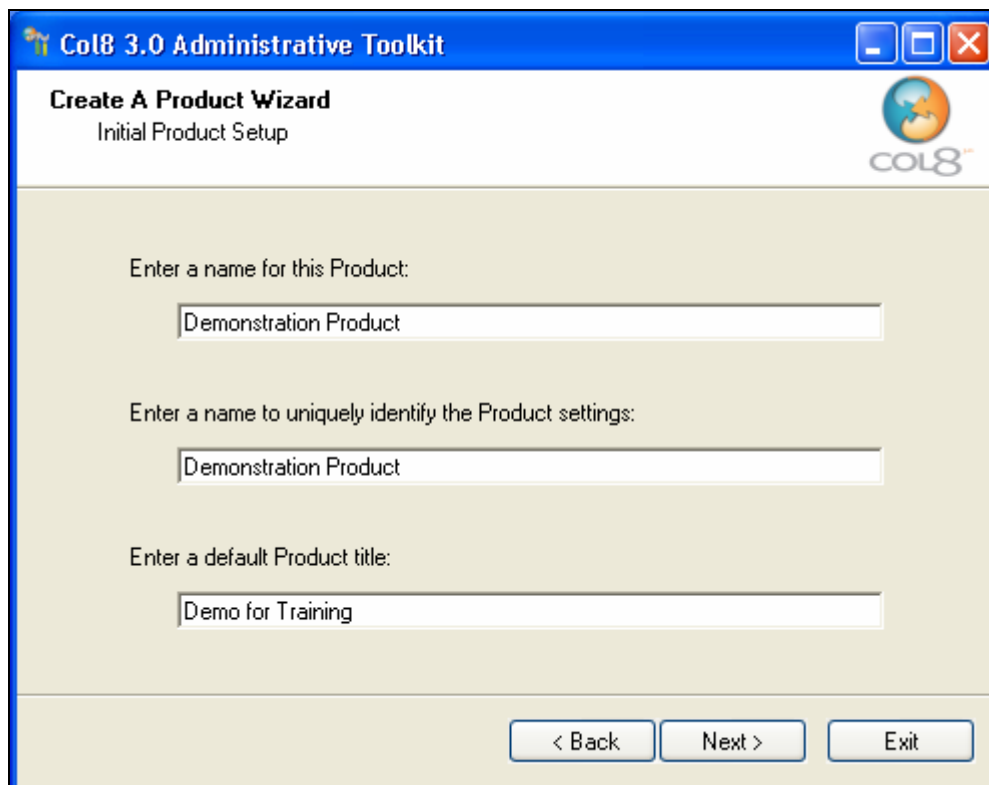 Col8 3.0 Administrative Toolkit
Create A Product Wizard
Initial Product Setup
COL8
Enter a name for this Product:
Demonstration Product
Enter a name to uniquely identify the Product settings:
Demonstration Product
Enter a default Product title:
Demo for Training
< Back
Next >
Exit